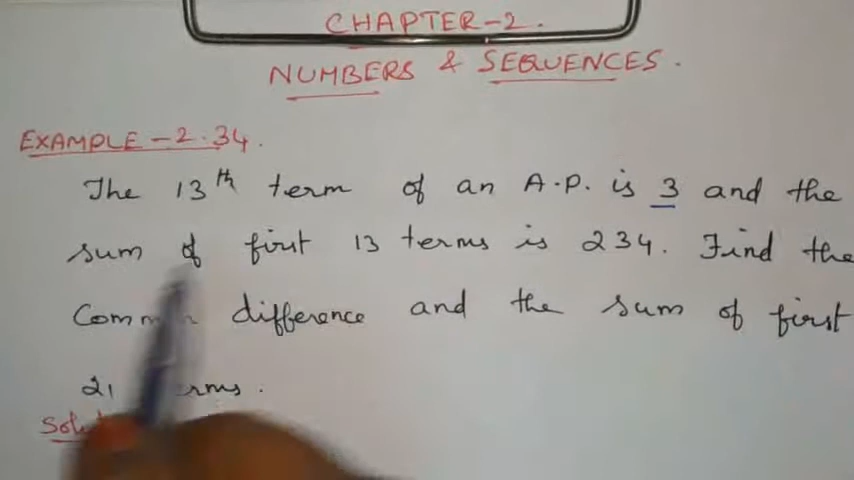 CHAPTER-2.
NUMBERS & SEQUENCES.
EXAMPLE-2.34.
The 13th term of an A.P. is 3 and the
sum of first 13 terms is 234. Find the
difference and the sum of first
21